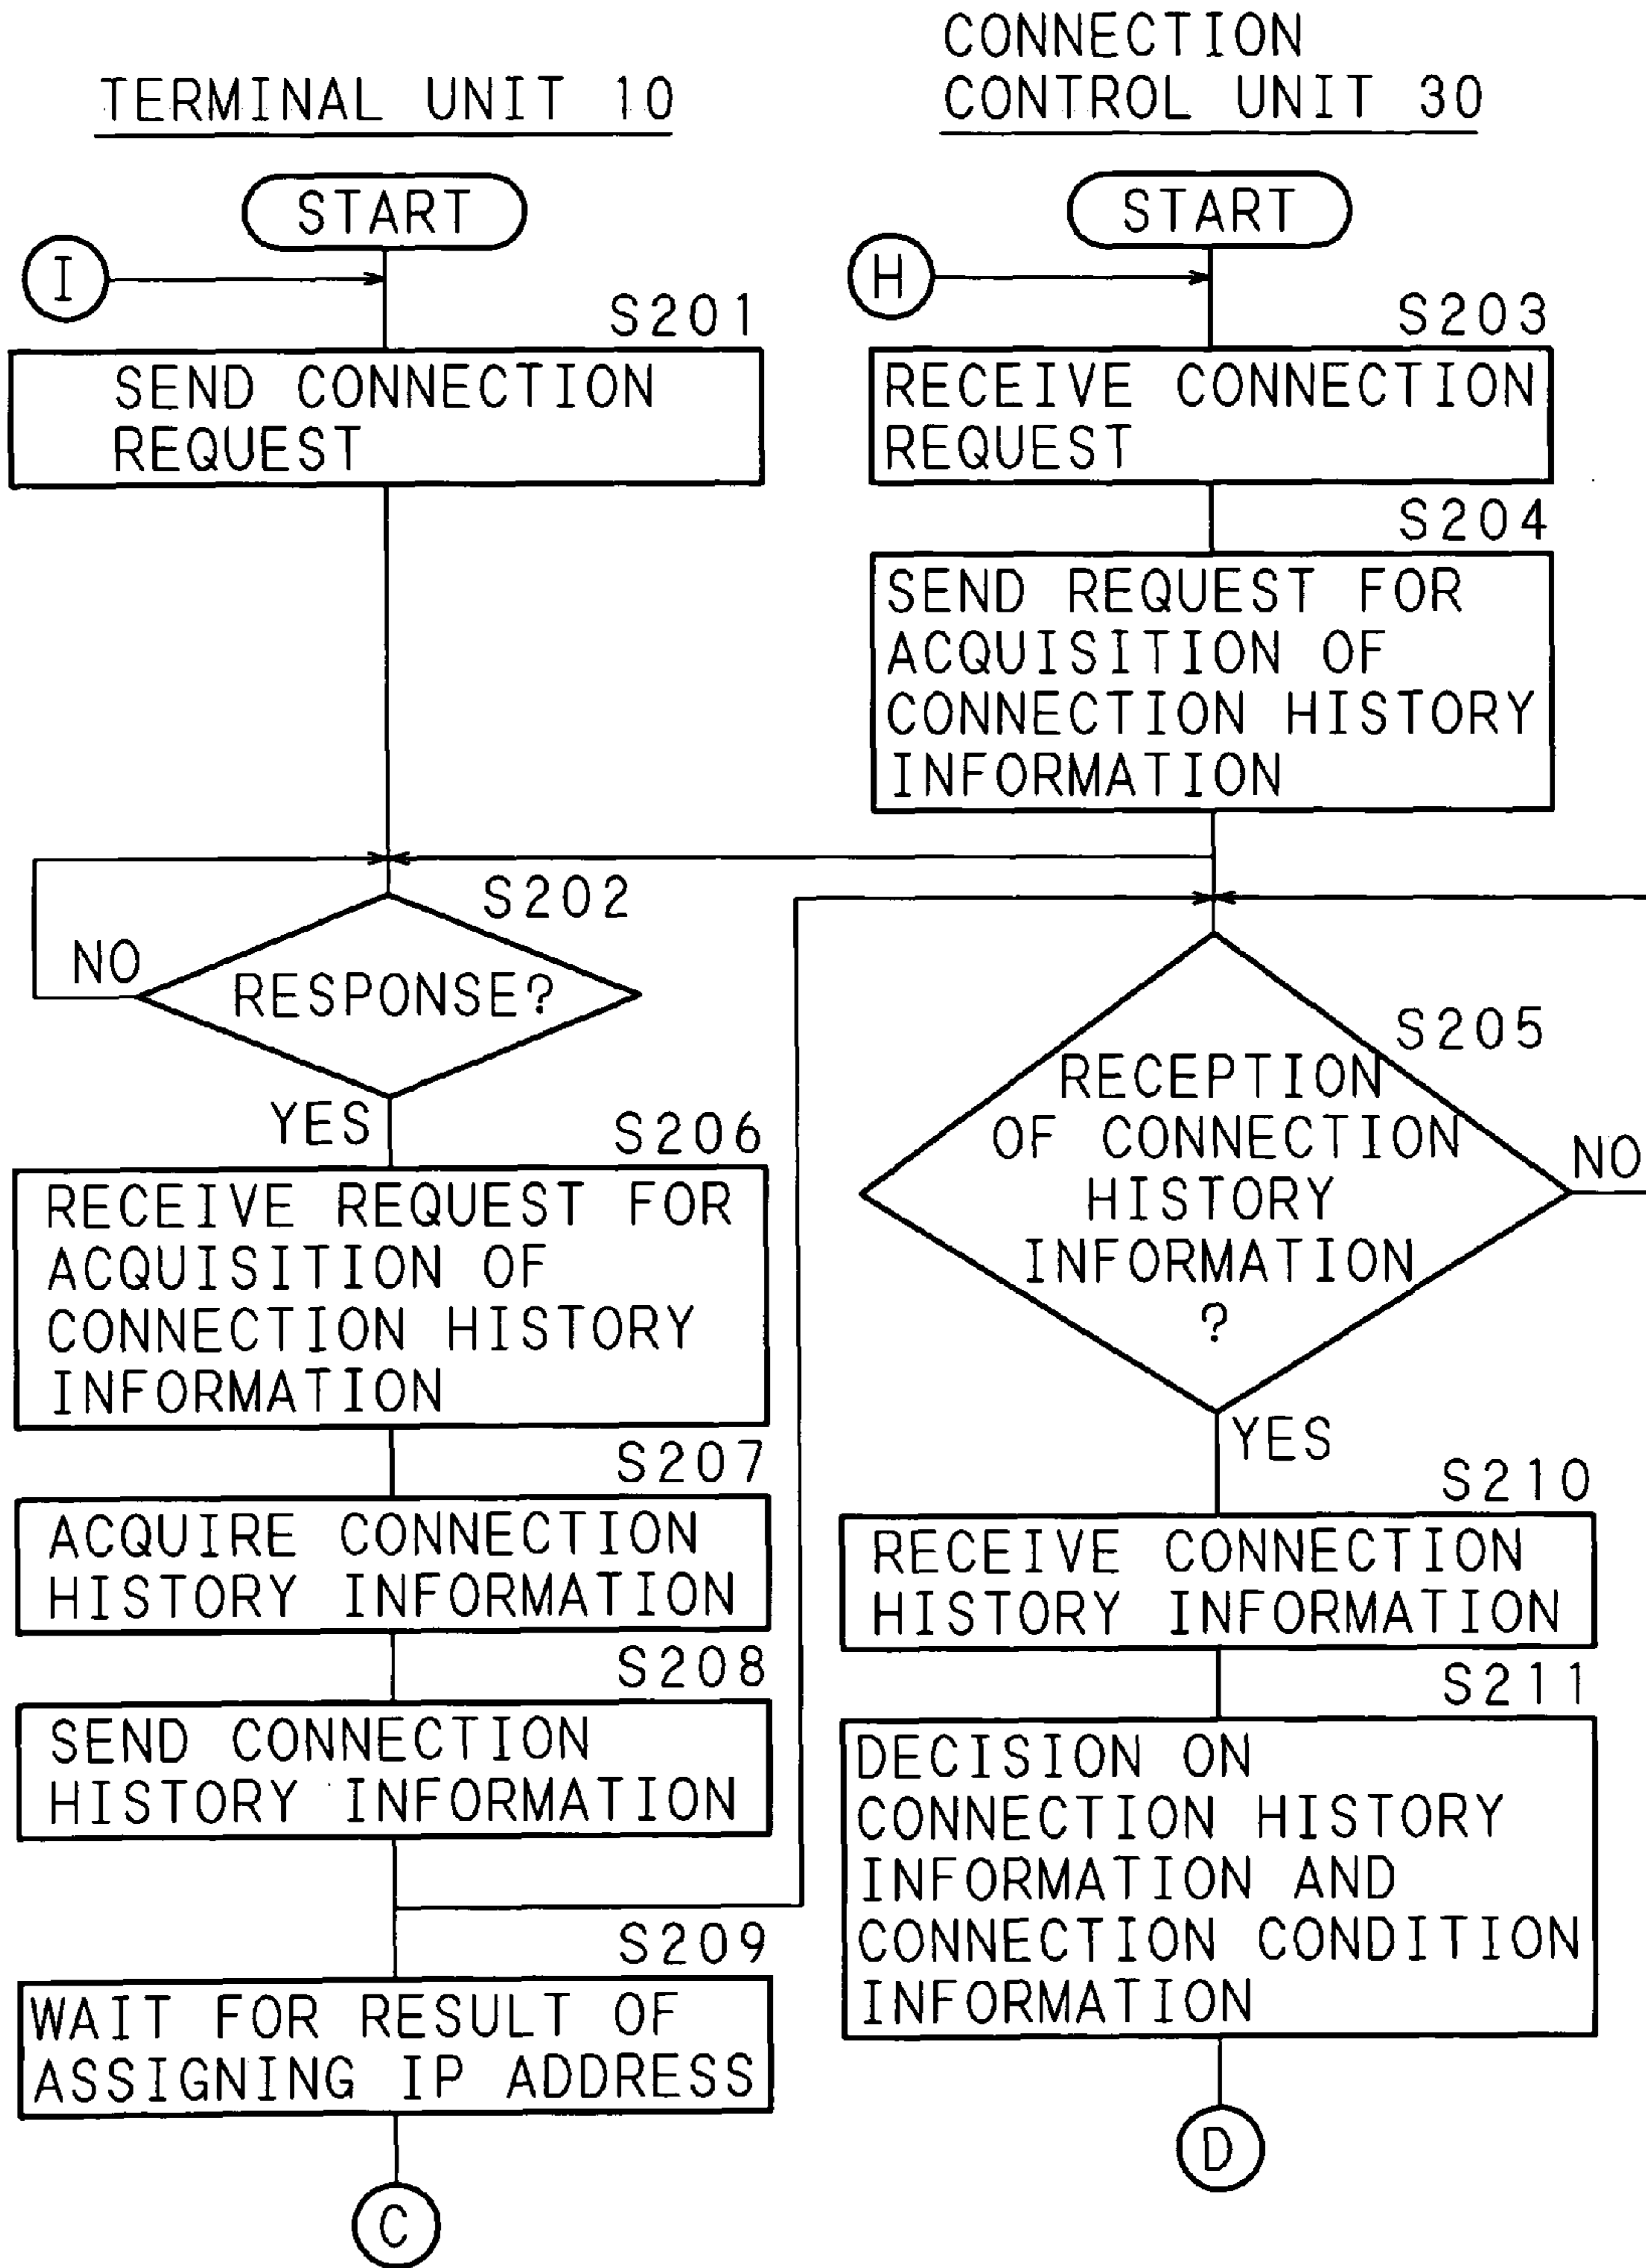 TERMINAL UNIT 10
START
I
S201
SEND CONNECTION
REQUEST
S202
NO
RESPONSE?
YES
S206
RECEIVE REQUEST FOR
ACQUISITION OF
CONNECTION HISTORY
INFORMATION
S207
ACQUIRE CONNECTION
HISTORY INFORMATION
S208
SEND CONNECTION
HISTORY INFORMATION
S209
WAIT FOR RESULT OF
ASSIGNING IP ADDRESS
C
CONNECTION
CONTROL UNIT 30
START
H
S203
RECEIVE CONNECTION
REQUEST
S204
SEND REQUEST FOR
ACQUISITION OF
CONNECTION HISTORY
INFORMATION
S205
RECEPTION
OF CONNECTION
HISTORY
INFORMATION
?
NO
YES
S210
RECEIVE CONNECTION
HISTORY INFORMATION
S211
DECISION ON
CONNECTION HISTORY
INFORMATION AND
CONNECTION CONDITION
INFORMATION
D